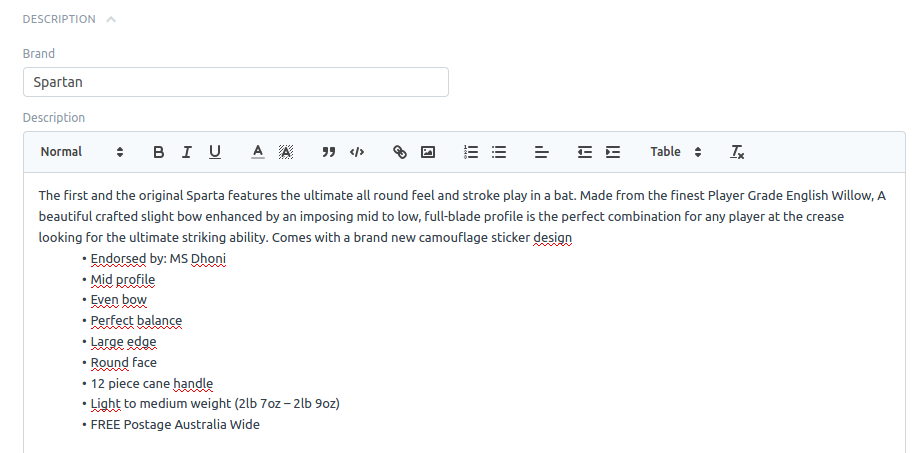 DESCRIPTION
Brand
Spartan
Description
Normal B I U A A Table Tx
The first and the original Sparta features the ultimate all round feel and stroke play in a bat. Made from the finest Player Grade English Willow, A
beautiful crafted slight bow enhanced by an imposing mid to low, full-blade profile is the perfect combination for any player at the crease
looking for the ultimate striking ability. Comes with a brand new camouflage sticker design
• Endorsed by: MS Dhoni
• Mid profile
• Even bow
• Perfect balance
• Large edge
• Round face
• 12 piece cane handle
• Light to medium weight (2lb 7oz – 2lb 9oz)
• FREE Postage Australia Wide